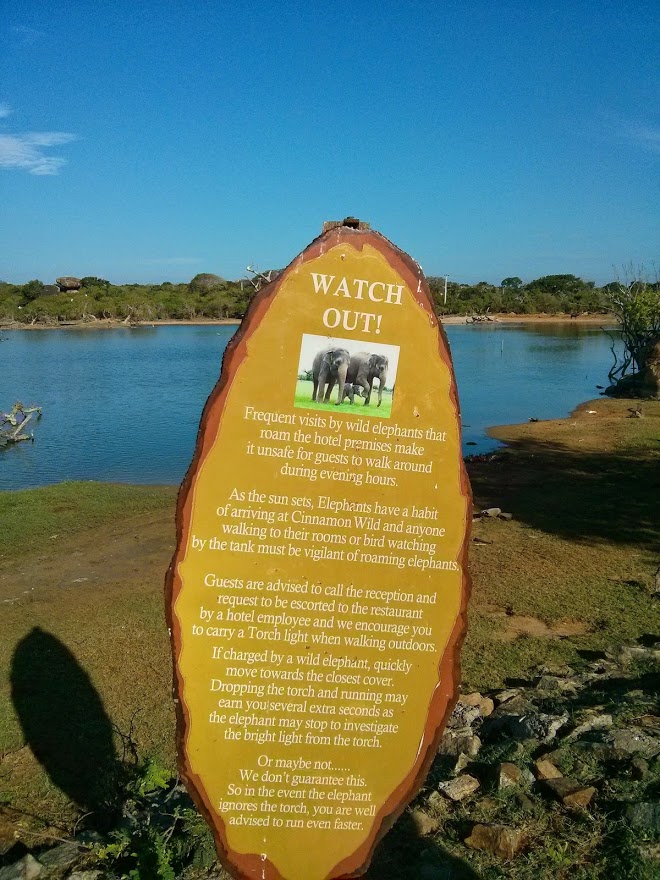 WATCH
OUT!
Frequent visits by wild elephants that
roam the hotel premises make
it unsafe for guests to walk around
during evening hours.
As the sun sets, Elephants have a habit
of arriving at Cinnamon Wild and anyone
walking to their rooms or bird watching
by the tank must be vigilant of roaming elephants.
Guests are advised to call the reception and
request to be escorted to the restaurant
by a hotel employee and we encourage you
to carry a Torch light when walking outdoors.
If charged by a wild elephant, quickly
move towards the closest cover.
Dropping the torch and running may
earn you several extra seconds as
the elephant may stop to investigate
the bright light from the torch.
Or maybe not......
We don't guarantee this.
So in the event the elephant
ignores the torch, you are well
advised to run even faster.